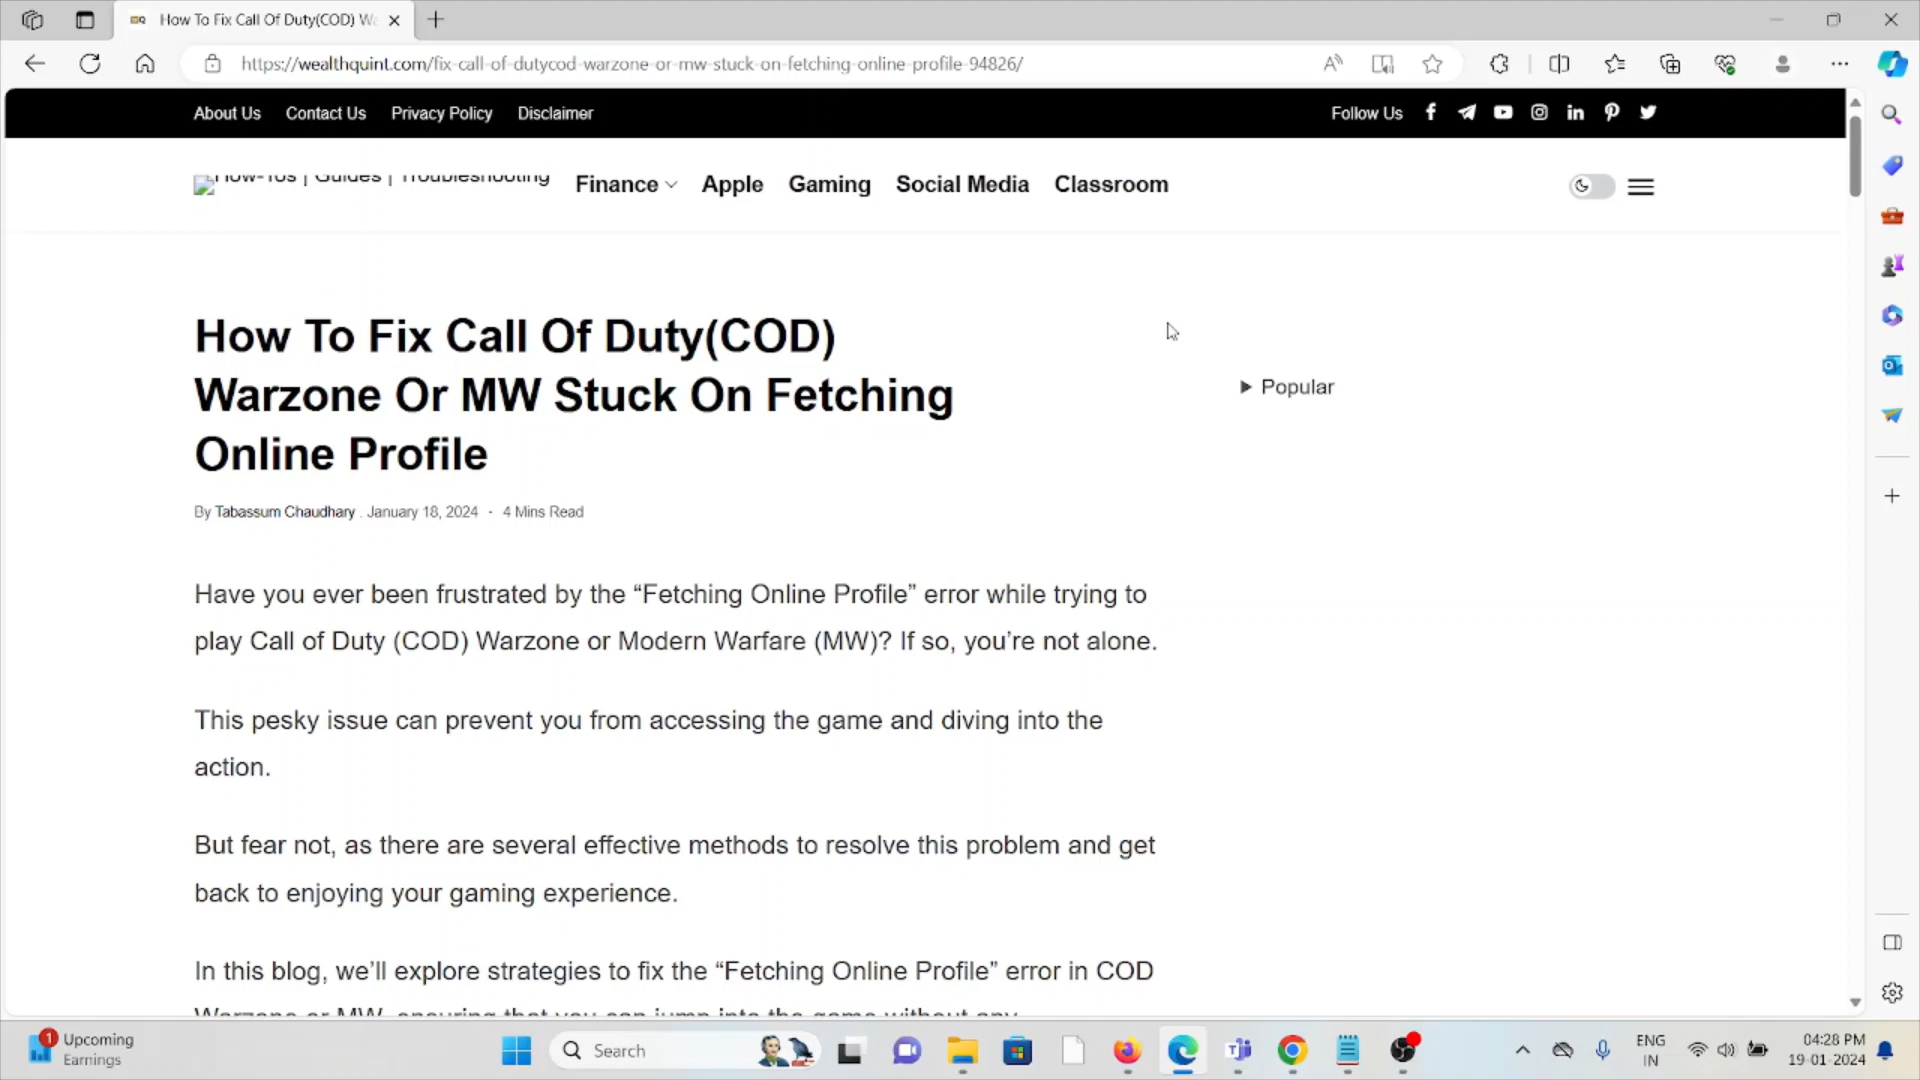 How To Fix Call Of Duty(COD) Wa
https://wealthquint.com/fix-call-of-dutycod-warzone-or-mw-stuck-on-fetching-online-profile-94826/
About Us Contact Us Privacy Policy Disclaimer Follow Us
How-Tos | Guides | Troubleshooting Finance Apple Gaming Social Media Classroom
How To Fix Call Of Duty(COD)
Warzone Or MW Stuck On Fetching
Online Profile
Popular
By Tabassum Chaudhary . January 18, 2024 - 4 Mins Read
Have you ever been frustrated by the “Fetching Online Profile” error while trying to
play Call of Duty (COD) Warzone or Modern Warfare (MW)? If so, you’re not alone.
This pesky issue can prevent you from accessing the game and diving into the
action.
But fear not, as there are several effective methods to resolve this problem and get
back to enjoying your gaming experience.
In this blog, we’ll explore strategies to fix the “Fetching Online Profile” error in COD
Warzone or MW, ensuring that you can jump into the game without any
1 Upcoming
Earnings
Search
ENG
IN
04:28 PM
19-01-2024